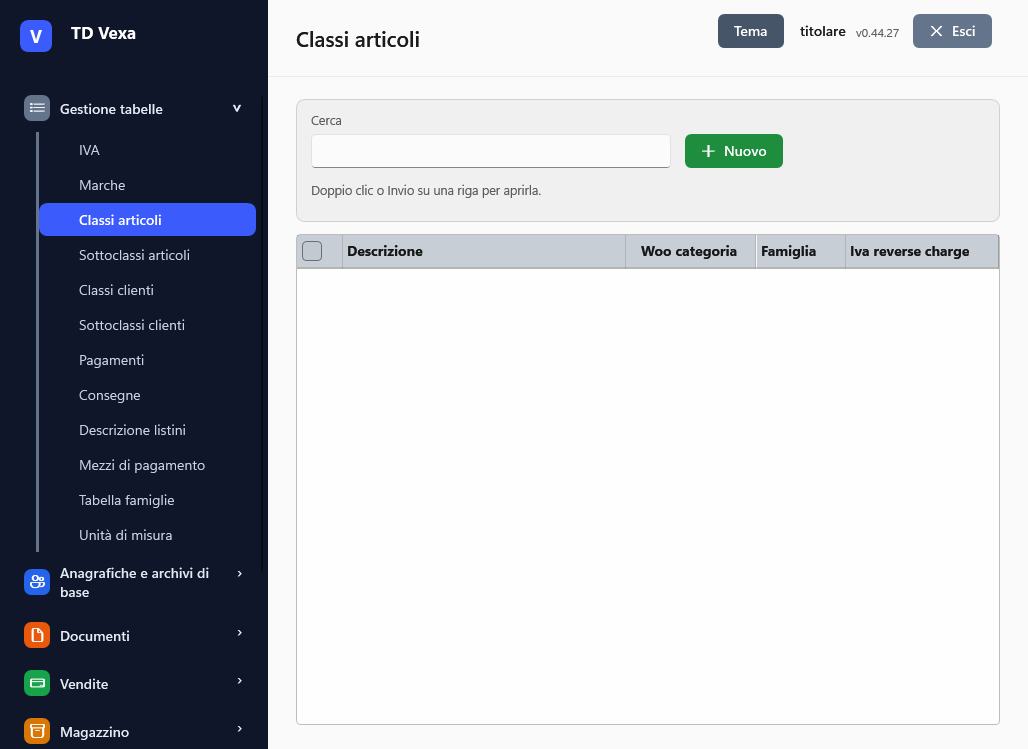 V
TD Vexa
Gestione tabelle
IVA
Marche
Classi articoli
Sottoclassi articoli
Classi clienti
Sottoclassi clienti
Pagamenti
Consegne
Descrizione listini
Mezzi di pagamento
Tabella famiglie
Unità di misura
Anagrafiche e archivi di
base
Documenti
Vendite
Magazzino
Classi articoli
Tema
titolare
v0.44.27
Esci
Cerca
Nuovo
Doppio clic o Invio su una riga per aprirla.
Descrizione Woo categoria Famiglia Iva reverse charge